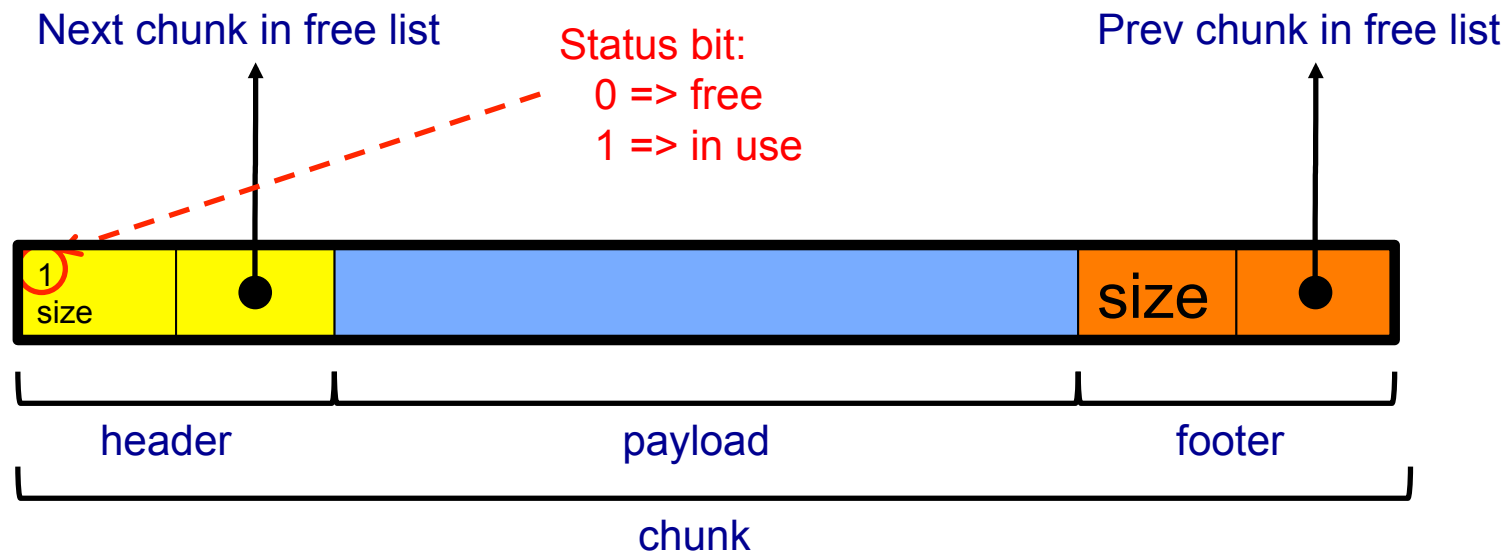 Next chunk in free list
Status bit:
0 => free
1 => in use
Prev chunk in free list
1
size
size
header
payload
footer
chunk